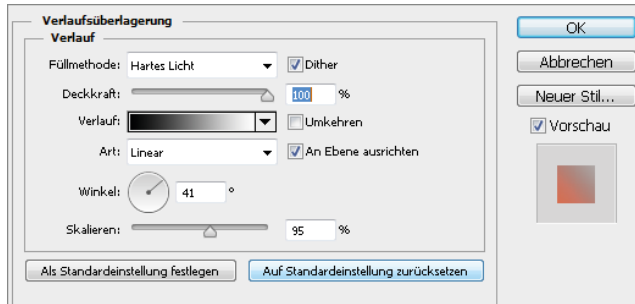 Verlaufsüberlagerung
Verlauf
Füllmethode: Hartes Licht Dither
Deckkraft: 100 %
Verlauf: Umkehren
Art: Linear An Ebene ausrichten
Winkel: 41 °
Skalieren: 95 %
Als Standardeinstellung festlegen Auf Standardeinstellung zurücksetzen
OK
Abbrechen
Neuer Stil...
Vorschau